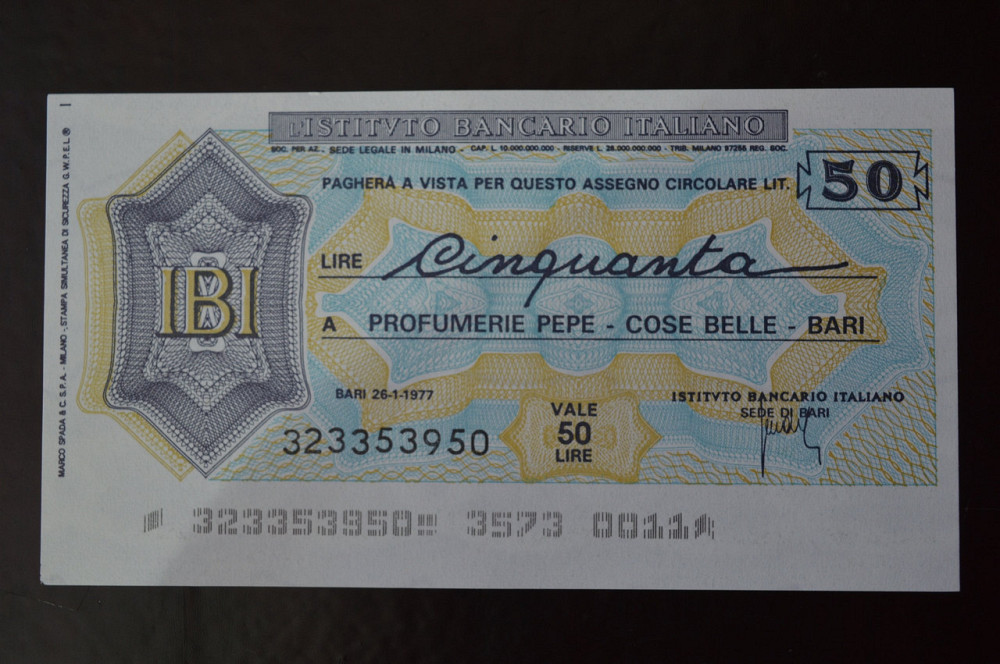 L'ISTITVTO BANCARIO ITALIANO
SOC. PER AZ. - SEDE LEGALE IN MILANO - CAP. L. 10.000.000.000 - RISERVE L. 28.000.000.000 - TRIB. MILANO 97256 REG. SOC.
PAGHERÀ A VISTA PER QUESTO ASSEGNO CIRCOLARE LIT. 50
LIRE Cinquanta
IBI
A PROFUMERIE PEPE - COSE BELLE - BARI
BARI 26-1-1977
ISTITVTO BANCARIO ITALIANO
SEDE DI BARI
VALE
50
LIRE
323353950
323353950 3573 0011
MARCO SPADA & C. S.P.A. - MILANO - STAMPA SIMULTANEA DI SICUREZZA G.W.P.E.L.®
I